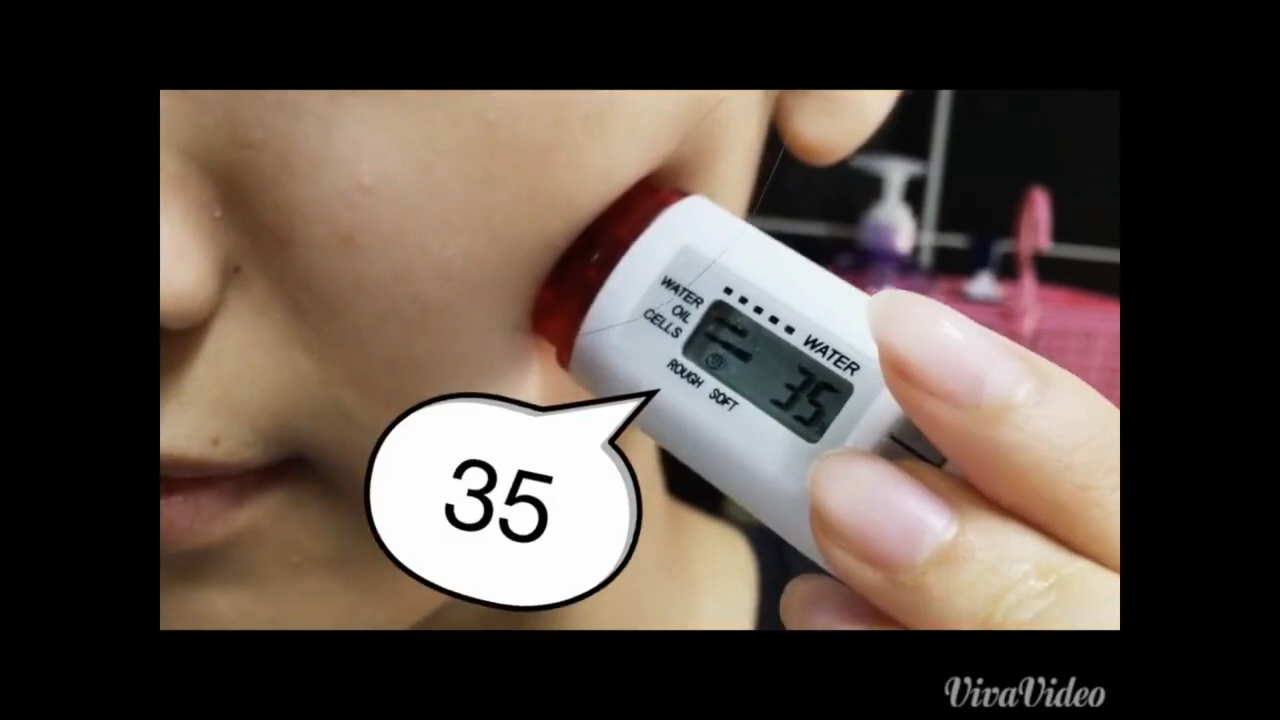 WATER
OIL
CELLS
WATER
35
ROUGH SOFT
35
VivaVideo